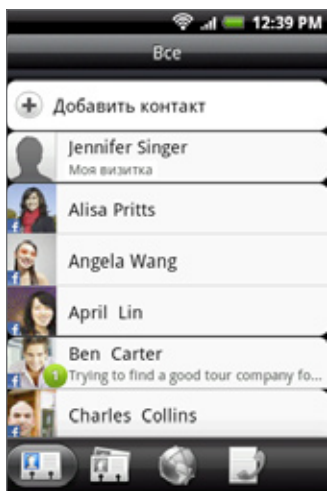 12:39 PM
Все
Добавить контакт
Jennifer Singer
Моя визитка
Alisa Pritts
Angela Wang
April Lin
Ben Carter
1
Trying to find a good tour company fo...
Charles Collins